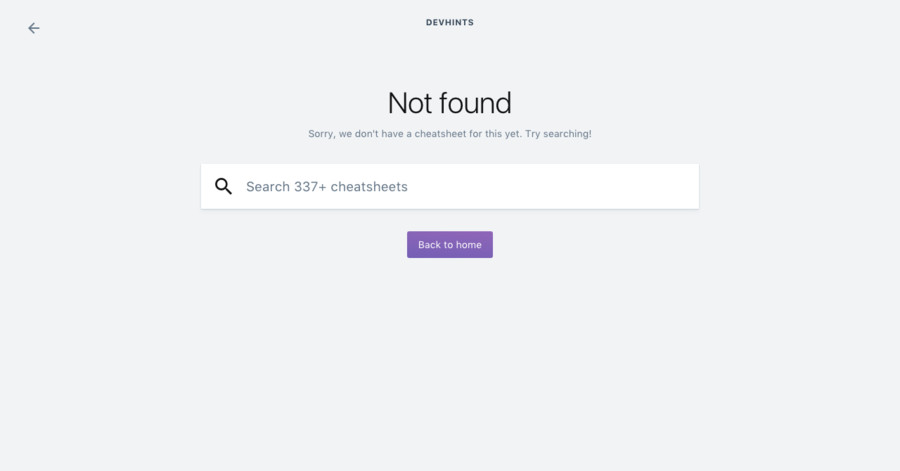 DEVHINTS
Not found
Sorry, we don't have a cheatsheet for this yet. Try searching!
Search 337+ cheatsheets
Back to home